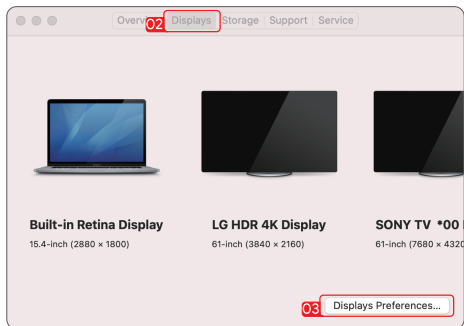 Overv 02 Displays Storage Support Service
Built-in Retina Display LG HDR 4K Display SONY TV *00
15.4-inch (2880 × 1800) 61-inch (3840 × 2160) 61-inch (7680 × 4320
03 Displays Preferences...